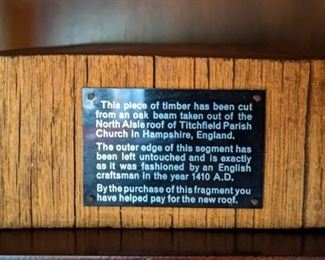 This piece of timber has been cut
from an oak beam taken out of the
North Aisle roof of Titchfield Parish
Church in Hampshire, England.
The outer edge of this segment has
been left untouched and is exactly
as it was fashioned by an English
craftsman in the year 1410 A.D.
By the purchase of this fragment you
have helped pay for the new roof.